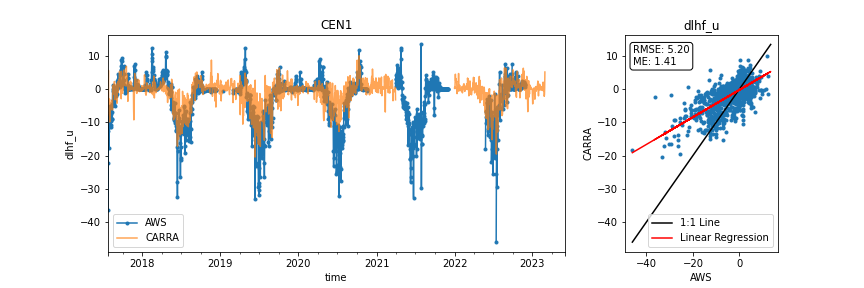 CEN1
dlhf_u
10
0
−10
−20
−30
−40
AWS
CARRA
2018
2019
2020
2021
2022
2023
time
dlhf_u
RMSE: 5.20
ME: 1.41
CARRA
10
0
−10
−20
−30
−40
1:1 Line
Linear Regression
−40
−20
0
AWS